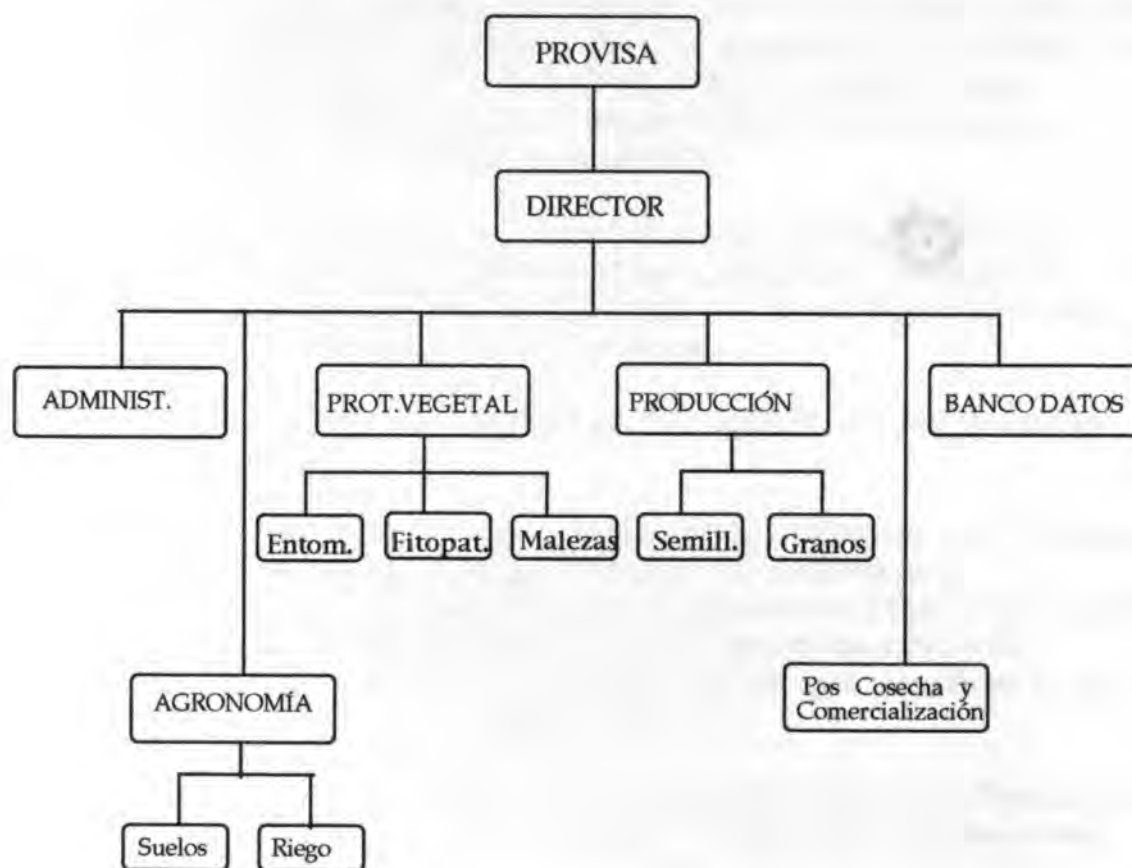 PROVISA
DIRECTOR
ADMINIST.
PROT.VEGETAL
PRODUCCIÓN
BANCO DATOS
Entom.
Fitopat.
Malezas
Semill.
Granos
AGRONOMÍA
Pos Cosecha y
Comercialización
Suelos
Riego